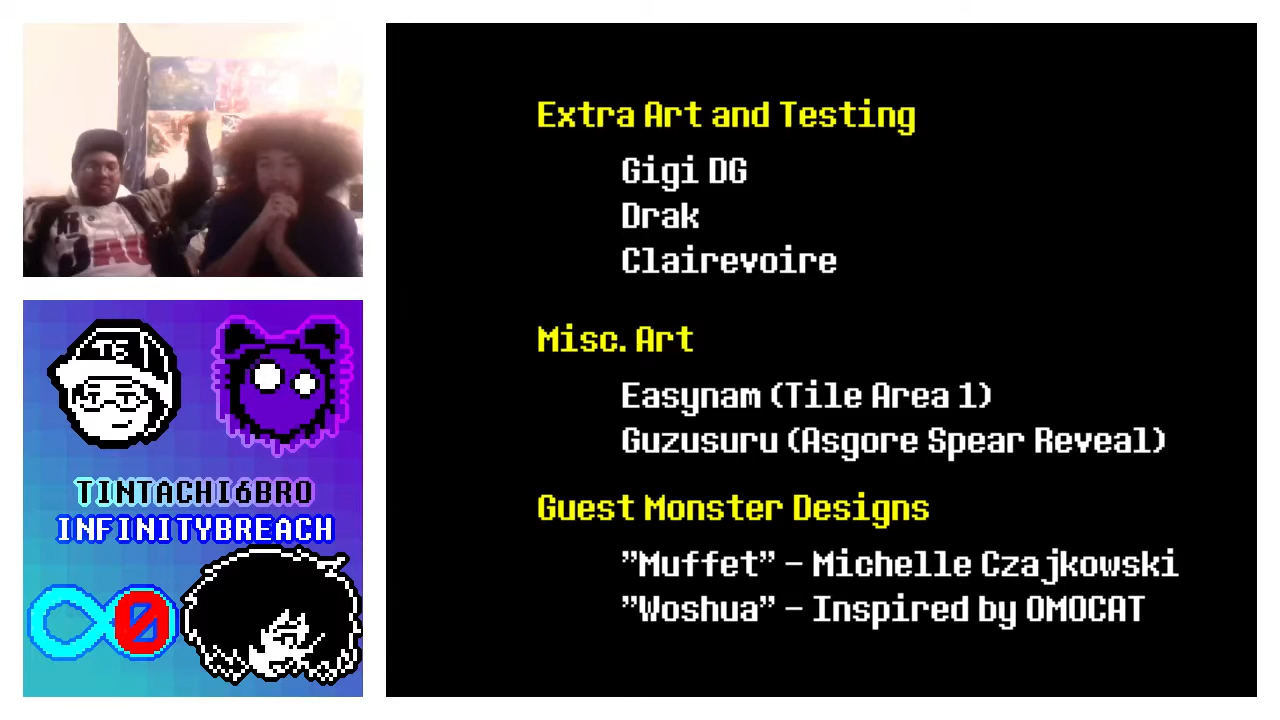 Extra Art and Testing
Gigi DG
Drak
Clairevoire
Misc. Art
Easynam (Tile Area 1)
Guzusuru (Asgore Spear Reveal)
Guest Monster Designs
"Muffet" - Michelle Czajkowski
"Woshua" - Inspired by OMOCAT
TS
TINTACHI6BRO
INFINITYBREACH